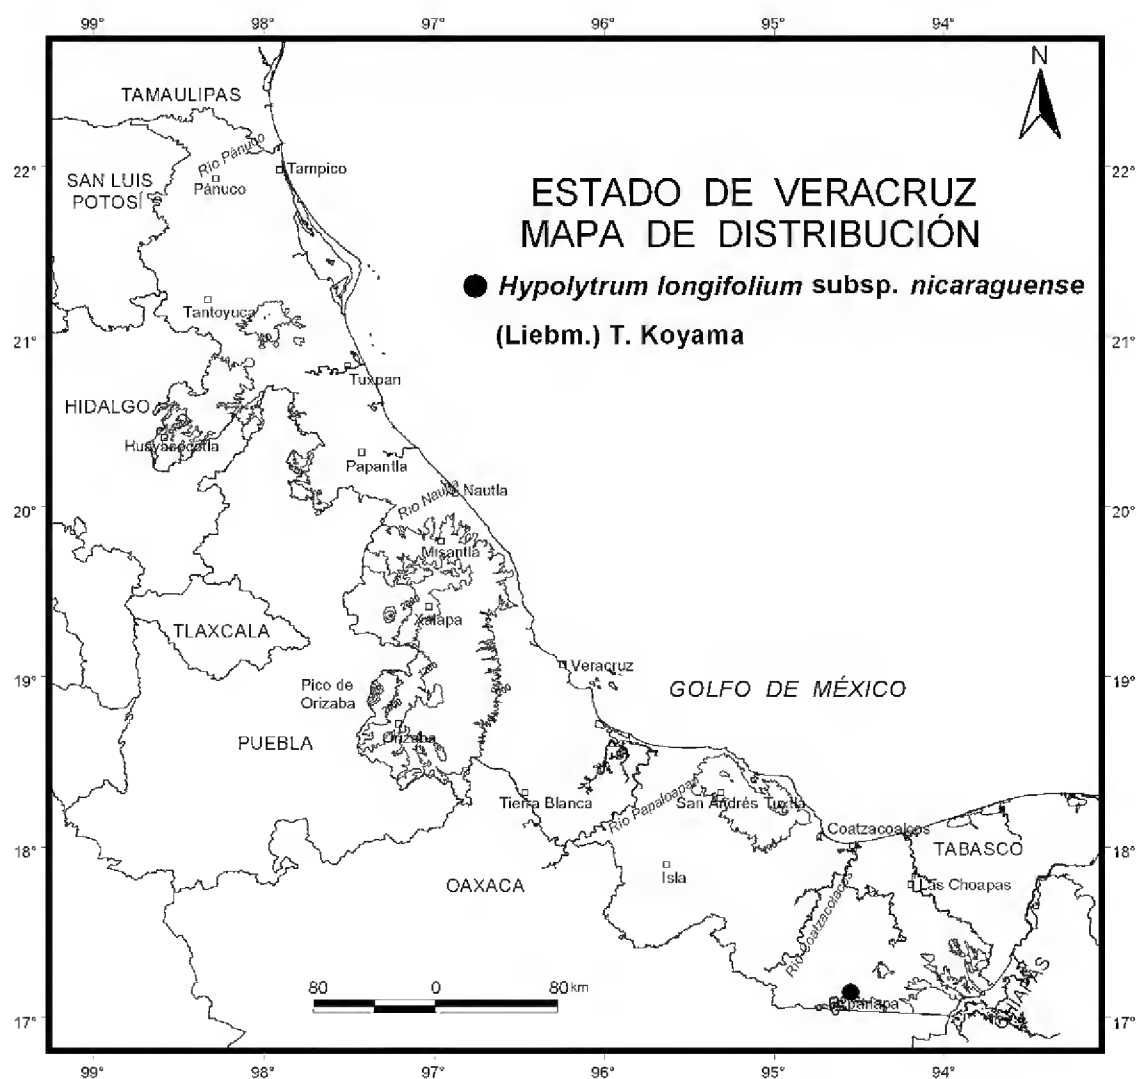 99° 98° 97° 96° 95° 94°
N
TAMAULIPAS
22° 22°
Río Pánuco
Tampico
SAN LUIS
POTOSÍ
Pánuco
ESTADO DE VERACRUZ
MAPA DE DISTRIBUCIÓN
Hypolytrum longifolium subsp. nicaraguense
(Liebm.) T. Koyama
Tantoyuca
21° 21°
Tuxpan
HIDALGO
Huayacocotla
Papantla
Río Nautla
Nautla
20° 20°
Misantla
2000
Xalapa
TLAXCALA
Veracruz
19° 19°
Pico de
Orizaba
GOLFO DE MÉXICO
Orizaba
PUEBLA
Tierra Blanca
Río Papaloapan
San Andrés Tuxtla
Coatzacoalcos
18° 18°
TABASCO
Isla
OAXACA
Las Choapas
Río Coatzacoalcos
CHIAPAS
80 0 80 km
Uxpanapa
17° 17°
99° 98° 97° 96° 95° 94°